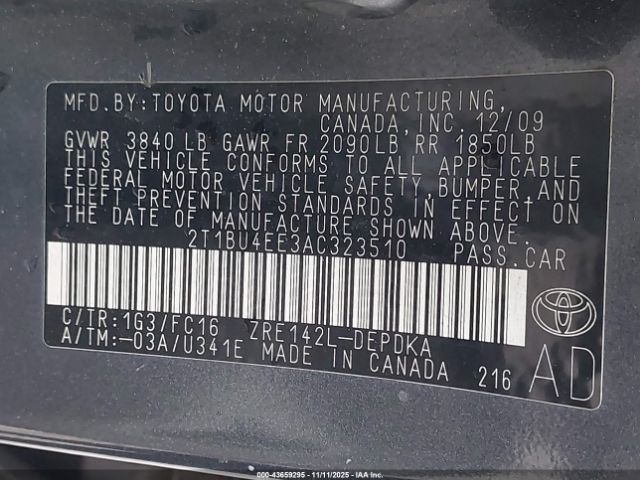 MFD. BY: TOYOTA MOTOR MANUFACTURING,
CANADA, INC. 12/09
GVWR 3840 LB GAWR FR 2090LB RR 1850LB
THIS VEHICLE CONFORMS TO ALL APPLICABLE
FEDERAL MOTOR VEHICLE SAFETY, BUMPER, AND
THEFT PREVENTION STANDARDS IN EFFECT ON
THE DATE OF MANUFACTURE SHOWN ABOVE.
2T1BU4EE3AC323510 PASS. CAR
C/TR: 1G3/FC16 ZRE142L-DEPDKA
A/TM: -03A/U341E MADE IN CANADA 216
AD
000-43659295 - 11/11/2025 - IAAI